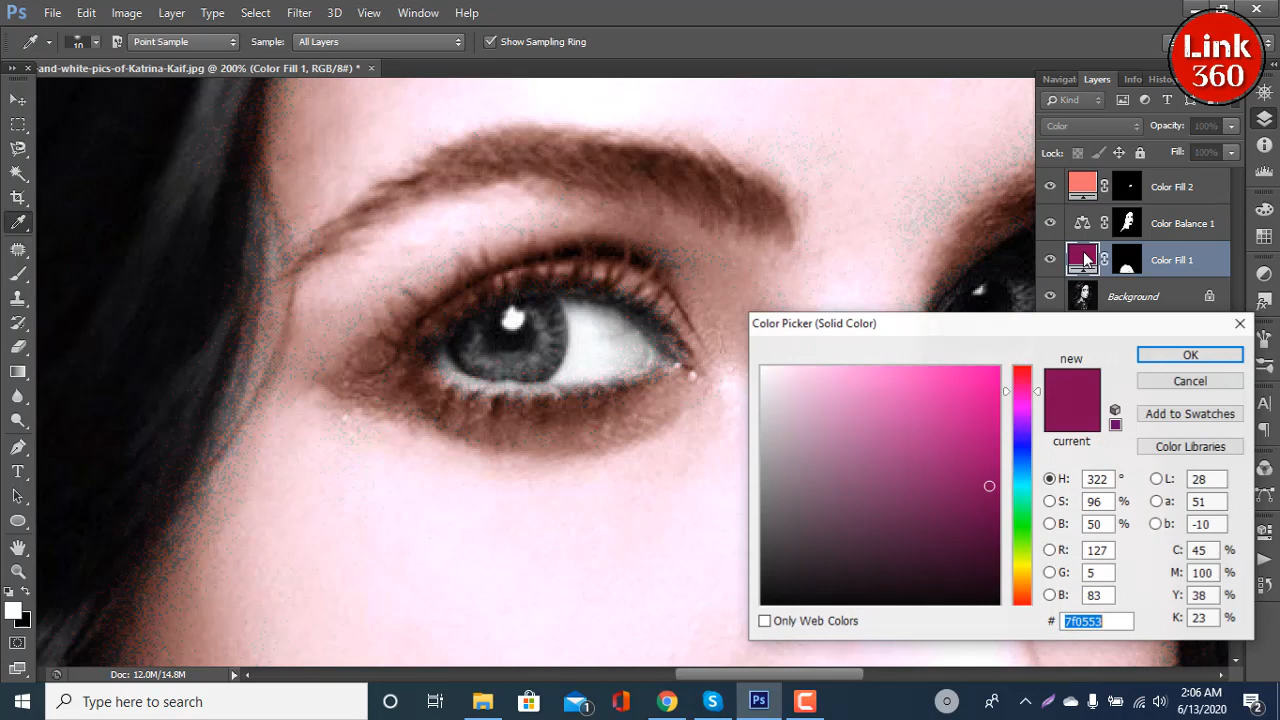 Ps File Edit Image Layer Type Select Filter 3D View Window Help
10 Point Sample Sample: All Layers Show Sampling Ring
Link
360
-and-white-pics-of-Katrina-Kaif.jpg @ 200% (Color Fill 1, RGB/8#) * ×
Layers Info
Kind
Color Opacity: 100%
Lock: Fill: 100%
Color Fill 2
Color Balance 1
Color Fill 1
Background
Color Picker (Solid Color)
new
OK
current
Cancel
Add to Swatches
Color Libraries
H: 322 ° L: 28
S: 96 % a: 51
B: 50 % b: -10
R: 127 C: 45 %
G: 5 M: 100 %
B: 83 Y: 38 %
# 7f0553 K: 23 %
Only Web Colors
Doc: 12.0M/14.8M
Type here to search
1
Ps
2:06 AM
6/13/2020
2